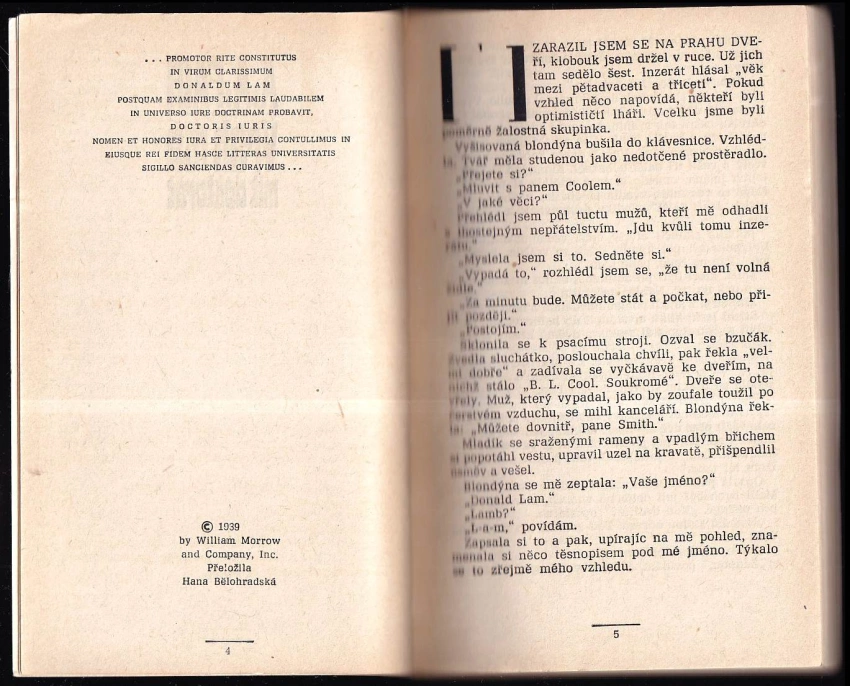 ... PROMOTOR RITE CONSTITUTUS
IN VIRUM CLARISSIMUM
DONALDUM LAM
POSTQUAM EXAMINIBUS LEGITIMIS LAUDABILEM
IN UNIVERSO IURE DOCTRINAM PROBAVIT,
DOCTORIS IURIS
NOMEN ET HONORES IURA ET PRIVILEGIA CONTULLIMUS IN
EIUSQUE REI FIDEM HASCE LITTERAS UNIVERSITATIS
SIGILLO SANCIENDAS CURAVIMUS ...
© 1939
by William Morrow
and Company, Inc.
Přeložila
Hana Bělohradská
4
ZARAZIL JSEM SE NA PRAHU DVE-
ří, klobouk jsem držel v ruce. Už jich
tam sedělo šest. Inzerát hlásal „věk
mezi pětadvaceti a třiceti“. Pokud
vzhled něco napovídá, někteří byli
optimističtí lháři. Vcelku jsme byli
poměrně žalostná skupinka.
Vyšisovaná blondýna bušila do klávesnice. Vzhléd-
la. Tvář měla studenou jako nedotčené prostěradlo.
„Přejete si?“
„Mluvit s panem Coolem.“
„V jaké věci?“
Přehlédl jsem půl tuctu mužů, kteří mě odhadli
s lhostejným nepřátelstvím. „Jdu kvůli tomu inze-
rátu.“
„Myslela jsem si to. Sedněte si.“
„Vypadá to,“ rozhlédl jsem se, „že tu není volná
židle.“
„Za minutu bude. Můžete stát a počkat, nebo při-
jít později.“
„Postojím.“
Sklonila se k psacímu stroji. Ozval se bzučák.
Zvedla sluchátko, poslouchala chvíli, pak řekla „vel-
mi dobře“ a zadívala se vyčkávavě ke dveřím, na
nichž stálo „B. L. Cool. Soukromé“. Dveře se ote-
vřely. Muž, který vypadal, jako by zoufale toužil po
čerstvém vzduchu, se mihl kanceláří. Blondýna řek-
la: „Můžete dovnitř, pane Smith.“
Mladík se sraženými rameny a vpadlým břichem
si popotáhl vestu, upravil uzel na kravatě, přišpendlil
úsměv a vešel.
Blondýna se mě zeptala: „Vaše jméno?“
„Donald Lam.“
„Lamb?“
„L-a-m,“ povídám.
Zapsala si to a pak, upírajíc na mě pohled, zna-
menala si něco těsnopisem pod mé jméno. Týkalo
se to zřejmě mého vzhledu.
5